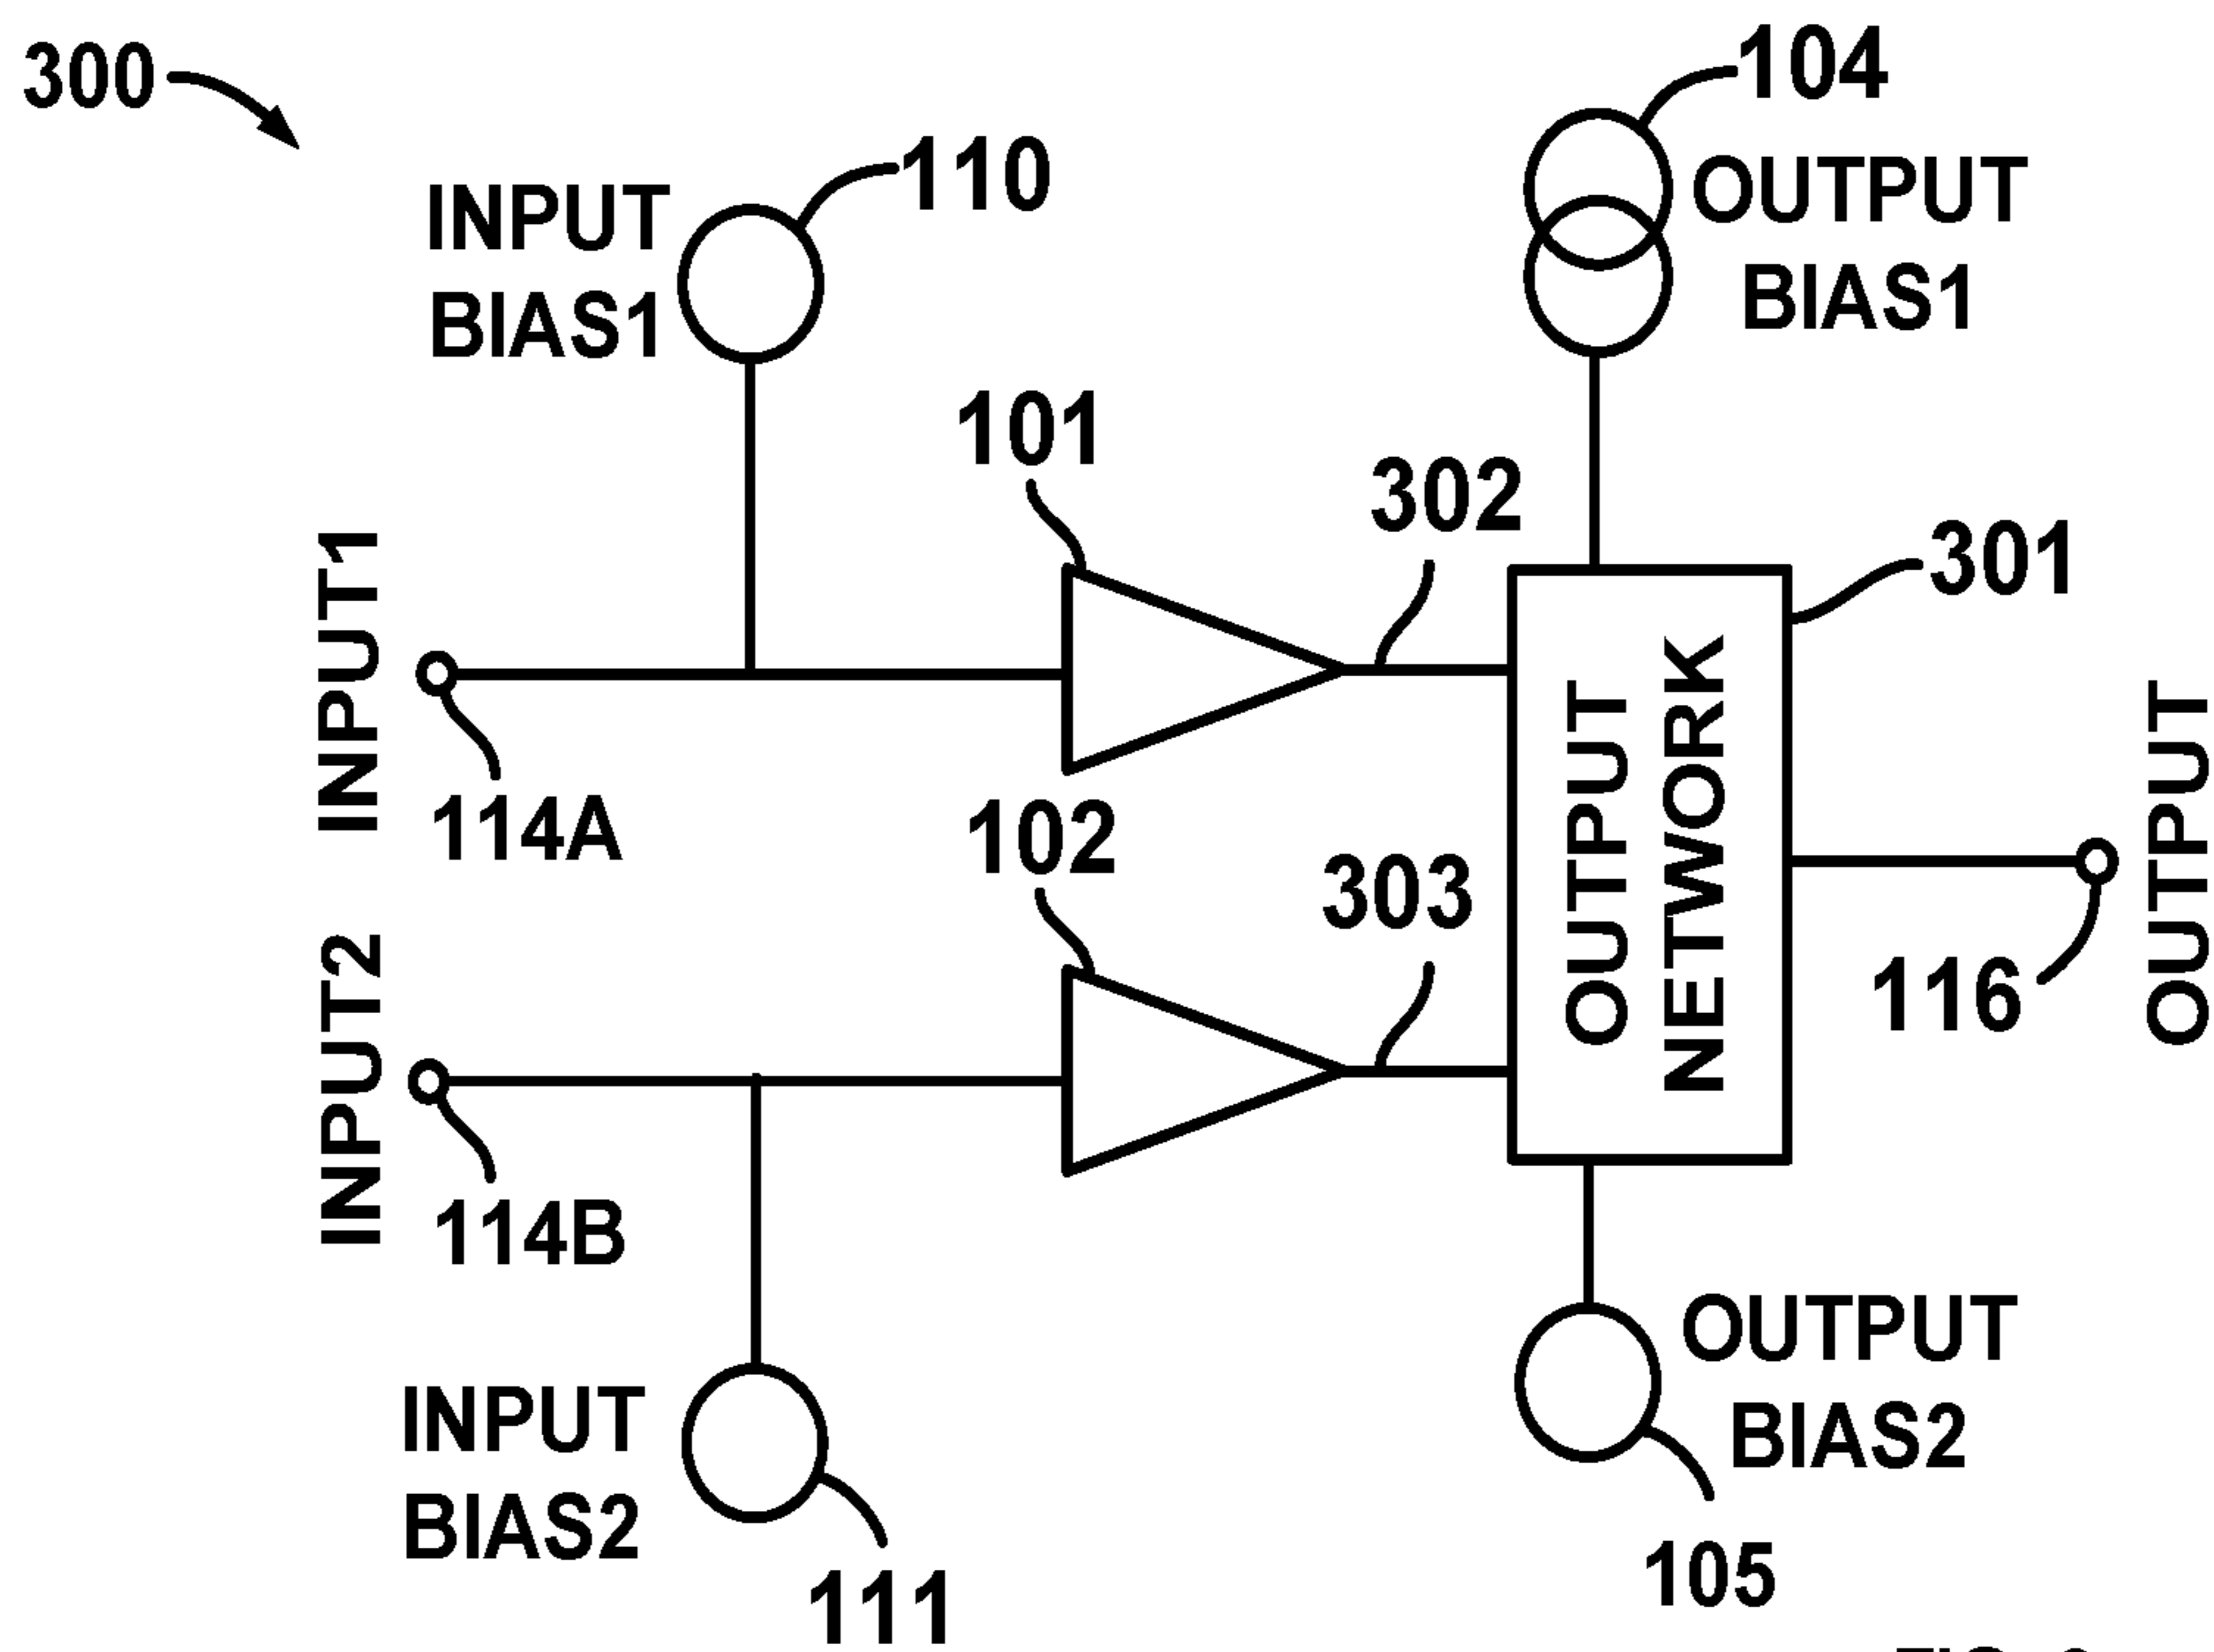 300
104
110
OUTPUT
BIAS1
INPUT
BIAS1
101
302
301
INPUT1
114A
102
303
OUTPUT
NETWORK
OUTPUT
116
INPUT2
114B
INPUT
BIAS2
111
OUTPUT
BIAS2
105